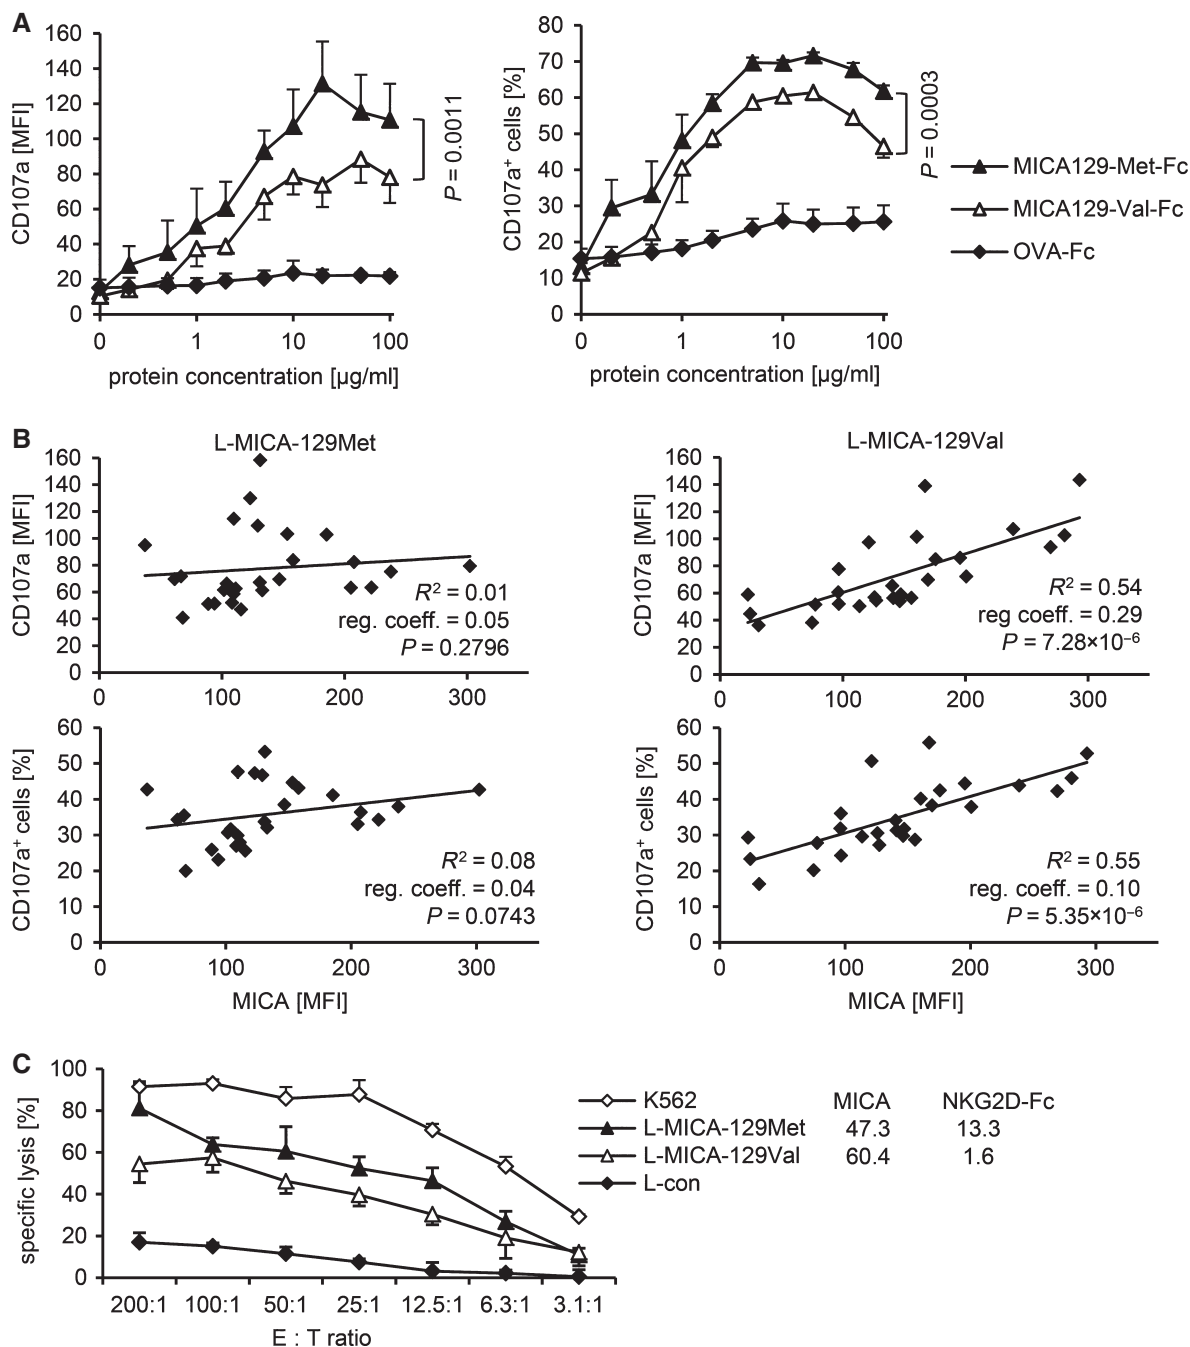 A
160
140
120
100
80
60
40
20
0
CD107a [MFI]
0 1 10 100
protein concentration [µg/ml]
P = 0.0011
80
70
60
50
40
30
20
10
0
CD107a⁺ cells [%]
0 1 10 100
protein concentration [µg/ml]
P = 0.0003
MICA129-Met-Fc
MICA129-Val-Fc
OVA-Fc
B
L-MICA-129Met
160
140
120
100
80
60
40
20
0
CD107a [MFI]
0 100 200 300
R² = 0.01
reg. coeff. = 0.05
P = 0.2796
L-MICA-129Val
160
140
120
100
80
60
40
20
0
CD107a [MFI]
0 100 200 300
R² = 0.54
reg coeff. = 0.29
P = 7.28×10⁻⁶
60
50
40
30
20
10
0
CD107a⁺ cells [%]
0 100 200 300
MICA [MFI]
R² = 0.08
reg. coeff. = 0.04
P = 0.0743
60
50
40
30
20
10
0
CD107a⁺ cells [%]
0 100 200 300
MICA [MFI]
R² = 0.55
reg. coeff. = 0.10
P = 5.35×10⁻⁶
C
100
80
60
40
20
0
specific lysis [%]
200:1 100:1 50:1 25:1 12.5:1 6.3:1 3.1:1
E : T ratio
K562 MICA NKG2D-Fc
L-MICA-129Met 47.3 13.3
L-MICA-129Val 60.4 1.6
L-con